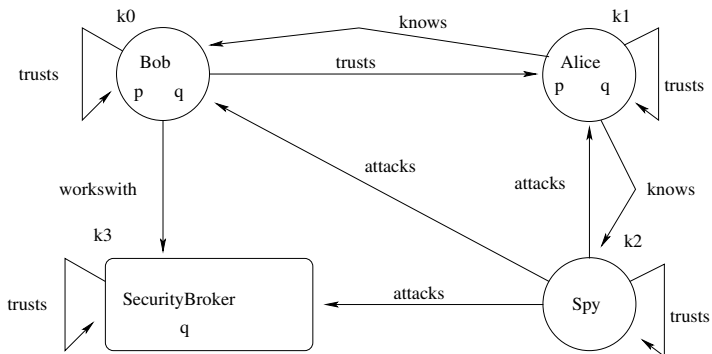 k0
k1
knows
Bob
Alice
trusts
trusts
p q
p q
trusts
attacks
attacks
workswith
knows
k3
k2
SecurityBroker
attacks
Spy
trusts
trusts
q